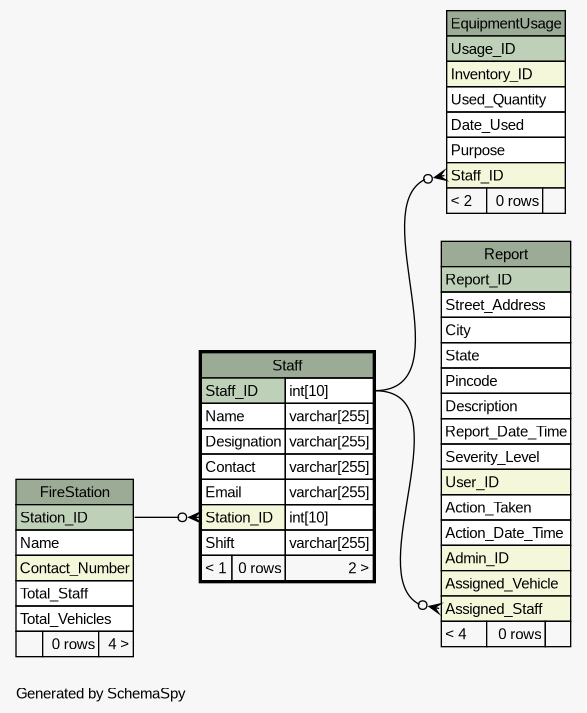 EquipmentUsage
Usage_ID
Inventory_ID
Used_Quantity
Date_Used
Purpose
Staff_ID
< 2 0 rows
Report
Report_ID
Street_Address
City
State
Pincode
Description
Report_Date_Time
Severity_Level
User_ID
Action_Taken
Action_Date_Time
Admin_ID
Assigned_Vehicle
Assigned_Staff
< 4 0 rows
Staff
Staff_ID int[10]
Name varchar[255]
Designation varchar[255]
Contact varchar[255]
Email varchar[255]
Station_ID int[10]
Shift varchar[255]
< 1 0 rows 2 >
FireStation
Station_ID
Name
Contact_Number
Total_Staff
Total_Vehicles
0 rows 4 >
Generated by SchemaSpy